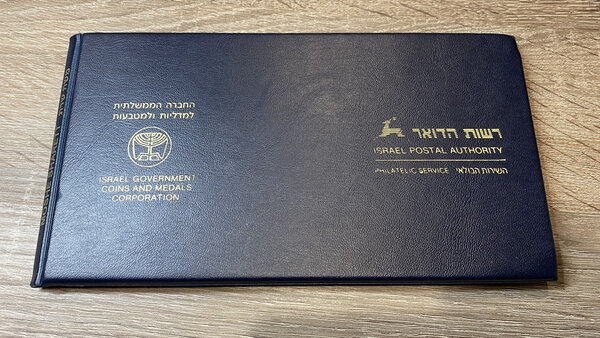 החברה הממשלתית
למדליות ולמטבעות
ISRAEL GOVERNMENT
COINS AND MEDALS
CORPORATION
רשות הדואר
ISRAEL POSTAL AUTHORITY
PHILATELIC SERVICE השירות הבולאי